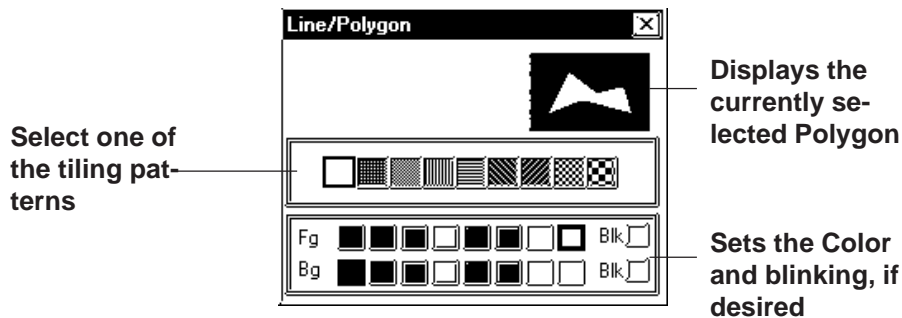 Line/Polygon
Displays the
currently se-
lected Polygon
Select one of
the tiling pat-
terns
Fg Blk
Bg Blk
Sets the Color
and blinking, if
desired